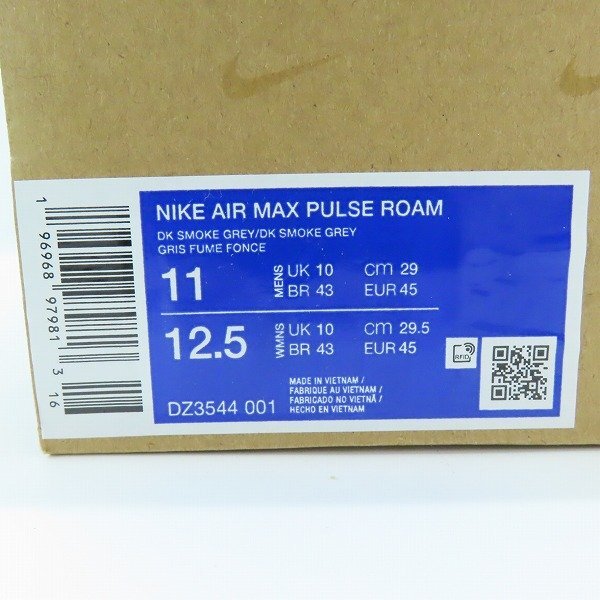 NIKE AIR MAX PULSE ROAM
DK SMOKE GREY/DK SMOKE GREY
GRIS FUME FONCE
11 MENS UK 10 CM 29
BR 43 EUR 45
12.5 WMNS UK 10 CM 29.5
BR 43 EUR 45
DZ3544 001
MADE IN VIETNAM /
FABRIQUE AU VIETNAM /
FABRICADO NO VIETNÃ /
HECHO EN VIETNAM
RFID
1 96968 97981 3 16